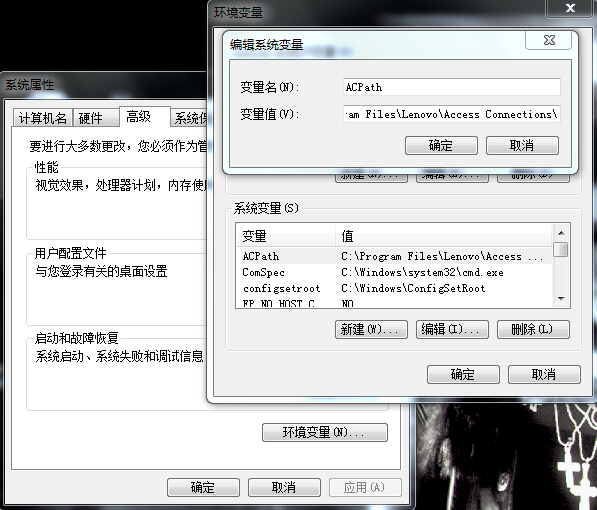 环境变量
编辑系统变量
变量名(N):
ACPath
变量值(V):
ram Files\Lenovo\Access Connections\
确定
取消
系统属性
计算机名
硬件
高级
系统保
要进行大多数更改，您必须作为管
性能
视觉效果，处理器计划，内存使用
新建(N)...
编辑(E)...
删除(D)
系统变量(S)
变量
值
ACPath
C:\Program Files\Lenovo\Access ...
ComSpec
C:\Windows\system32\cmd.exe
configsetroot
C:\Windows\ConfigSetRoot
FP_NO_HOST_C
NO
新建(W)...
编辑(I)...
删除(L)
确定
取消
用户配置文件
与您登录有关的桌面设置
启动和故障恢复
系统启动、系统失败和调试信息
环境变量(N)...
确定
取消
应用(A)